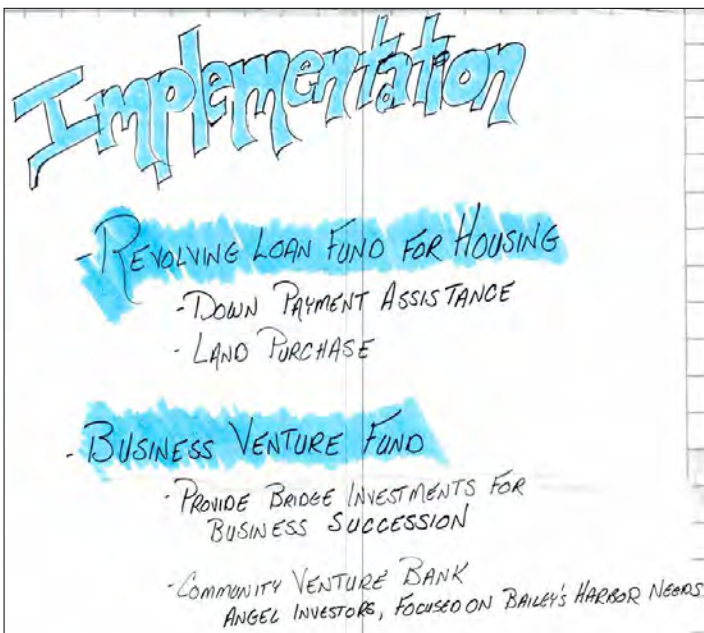 Implementation
- REVOLVING LOAN FUND FOR HOUSING
- DOWN PAYMENT ASSISTANCE
- LAND PURCHASE
- BUSINESS VENTURE FUND
- PROVIDE BRIDGE INVESTMENTS FOR
BUSINESS SUCCESSION
- COMMUNITY VENTURE BANK
ANGEL INVESTORS, FOCUSED ON BAILEY'S HARBOR NEEDS